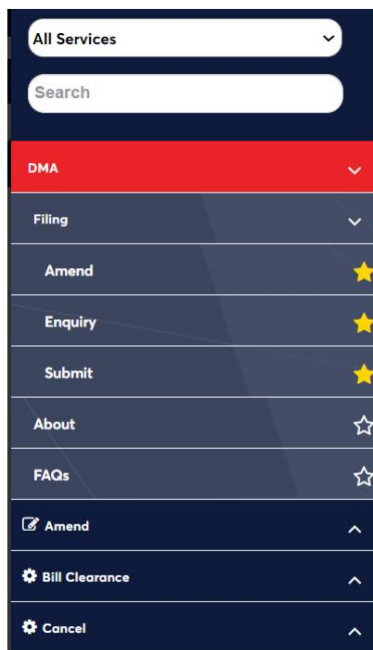 All Services
Search
DMA
Filing
Amend
Enquiry
Submit
About
FAQs
Amend
Bill Clearance
Cancel